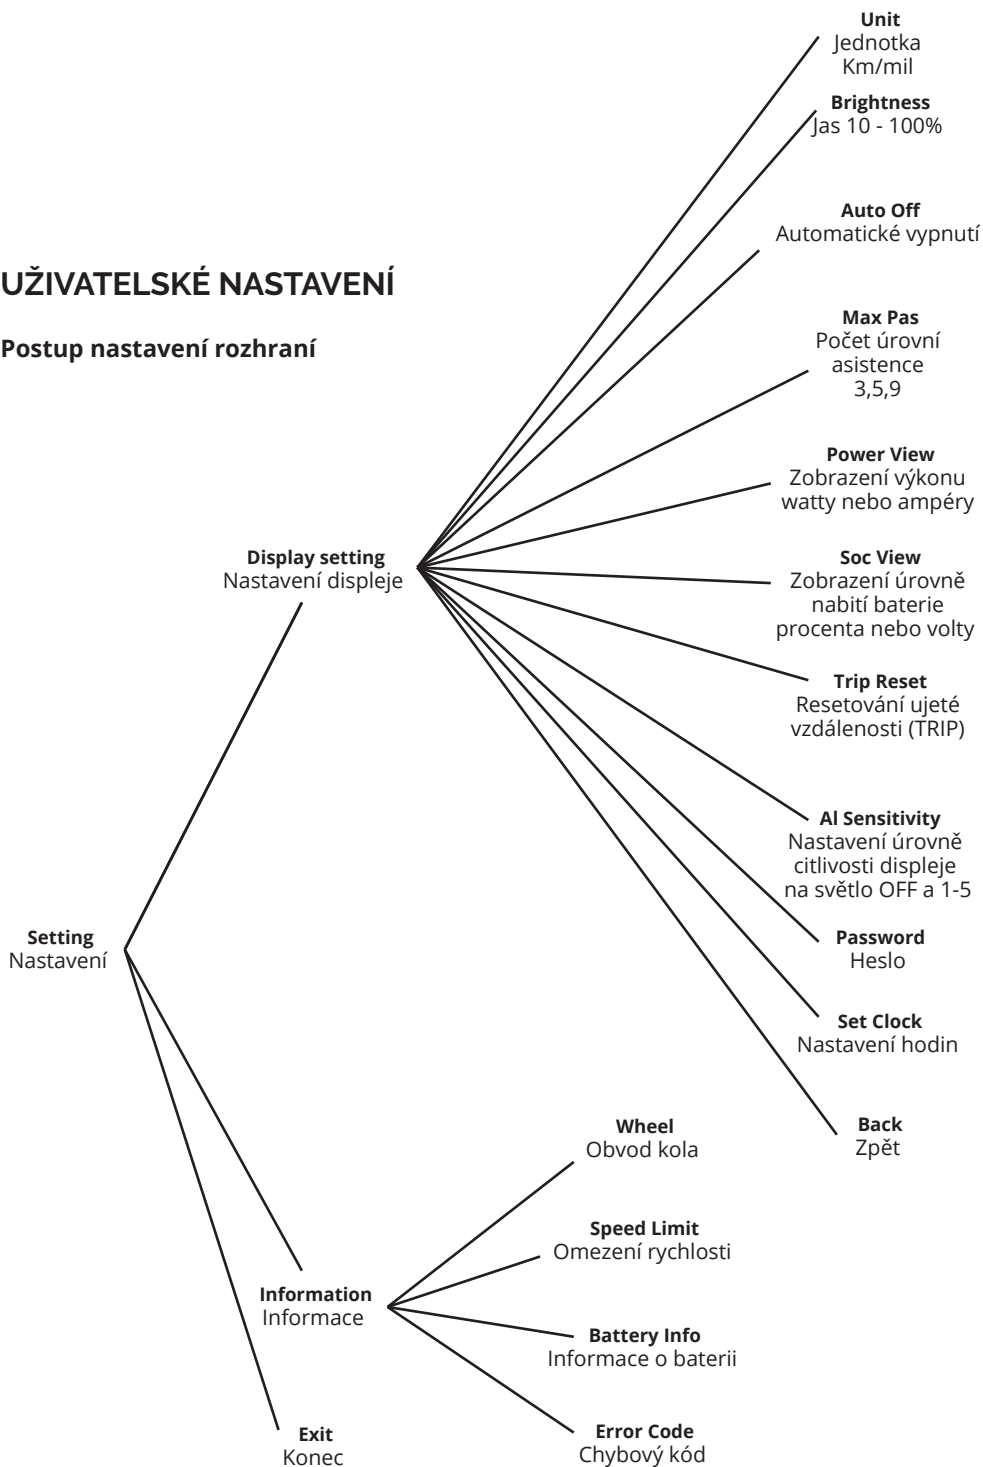 UŽIVATELSKÉ NASTAVENÍ
Postup nastavení rozhraní
Setting
Nastavení
Display setting
Nastavení displeje
Unit
Jednotka
Km/mil
Brightness
Jas 10 - 100%
Auto Off
Automatické vypnutí
Max Pas
Počet úrovní
asistence
3,5,9
Power View
Zobrazení výkonu
watty nebo ampéry
Soc View
Zobrazení úrovně
nabití baterie
procenta nebo volty
Trip Reset
Resetování ujeté
vzdálenosti (TRIP)
Al Sensitivity
Nastavení úrovně
citlivosti displeje
na světlo OFF a 1-5
Password
Heslo
Set Clock
Nastavení hodin
Back
Zpět
Information
Informace
Wheel
Obvod kola
Speed Limit
Omezení rychlosti
Battery Info
Informace o baterii
Error Code
Chybový kód
Exit
Konec